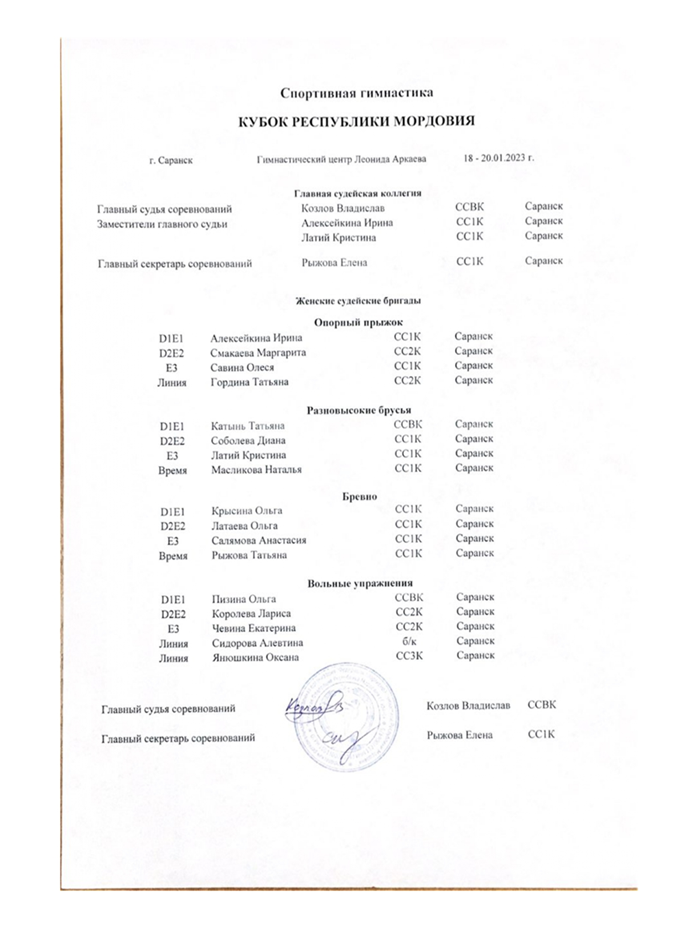 Спортивная гимнастика
КУБОК РЕСПУБЛИКИ МОРДОВИЯ
г. Саранск Гимнастический центр Леонида Аркаева 18 - 20.01.2023 г.
Главная судейская коллегия
Главный судья соревнований Козлов Владислав ССВК Саранск
Заместители главного судьи Алексейкина Ирина СС1К Саранск
Латий Кристина СС1К Саранск
Главный секретарь соревнований Рыжова Елена СС1К Саранск
Женские судейские бригады
Опорный прыжок
D1E1 Алексейкина Ирина СС1К Саранск
D2E2 Смакаева Маргарита СС2К Саранск
E3 Савина Олеся СС1К Саранск
Линия Гордина Татьяна СС2К Саранск
Разновысокие брусья
D1E1 Катынь Татьяна ССВК Саранск
D2E2 Соболева Диана СС1К Саранск
E3 Латий Кристина СС1К Саранск
Время Масликова Наталья СС1К Саранск
Бревно
D1E1 Крысина Ольга СС1К Саранск
D2E2 Латаева Ольга СС1К Саранск
E3 Салямова Анастасия СС1К Саранск
Время Рыжова Татьяна СС1К Саранск
Вольные упражнения
D1E1 Пизина Ольга ССВК Саранск
D2E2 Королева Лариса СС2К Саранск
E3 Чевина Екатерина СС2К Саранск
Линия Сидорова Алевтина б/к Саранск
Линия Янюшкина Оксана СС3К Саранск
Главный судья соревнований Козлов Владислав ССВК
Главный секретарь соревнований Рыжова Елена СС1К